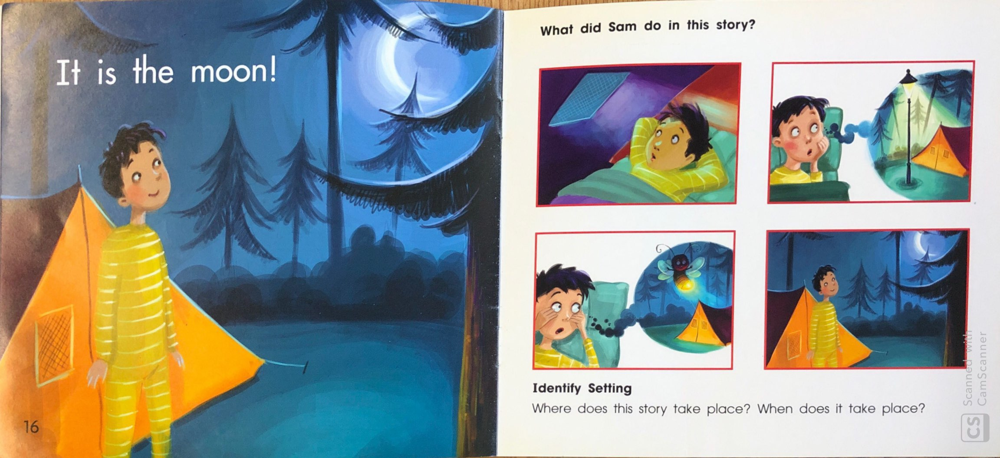 It is the moon!
16
What did Sam do in this story?
Identify Setting
Where does this story take place? When does it take place?
CS
Scanned with
CamScanner